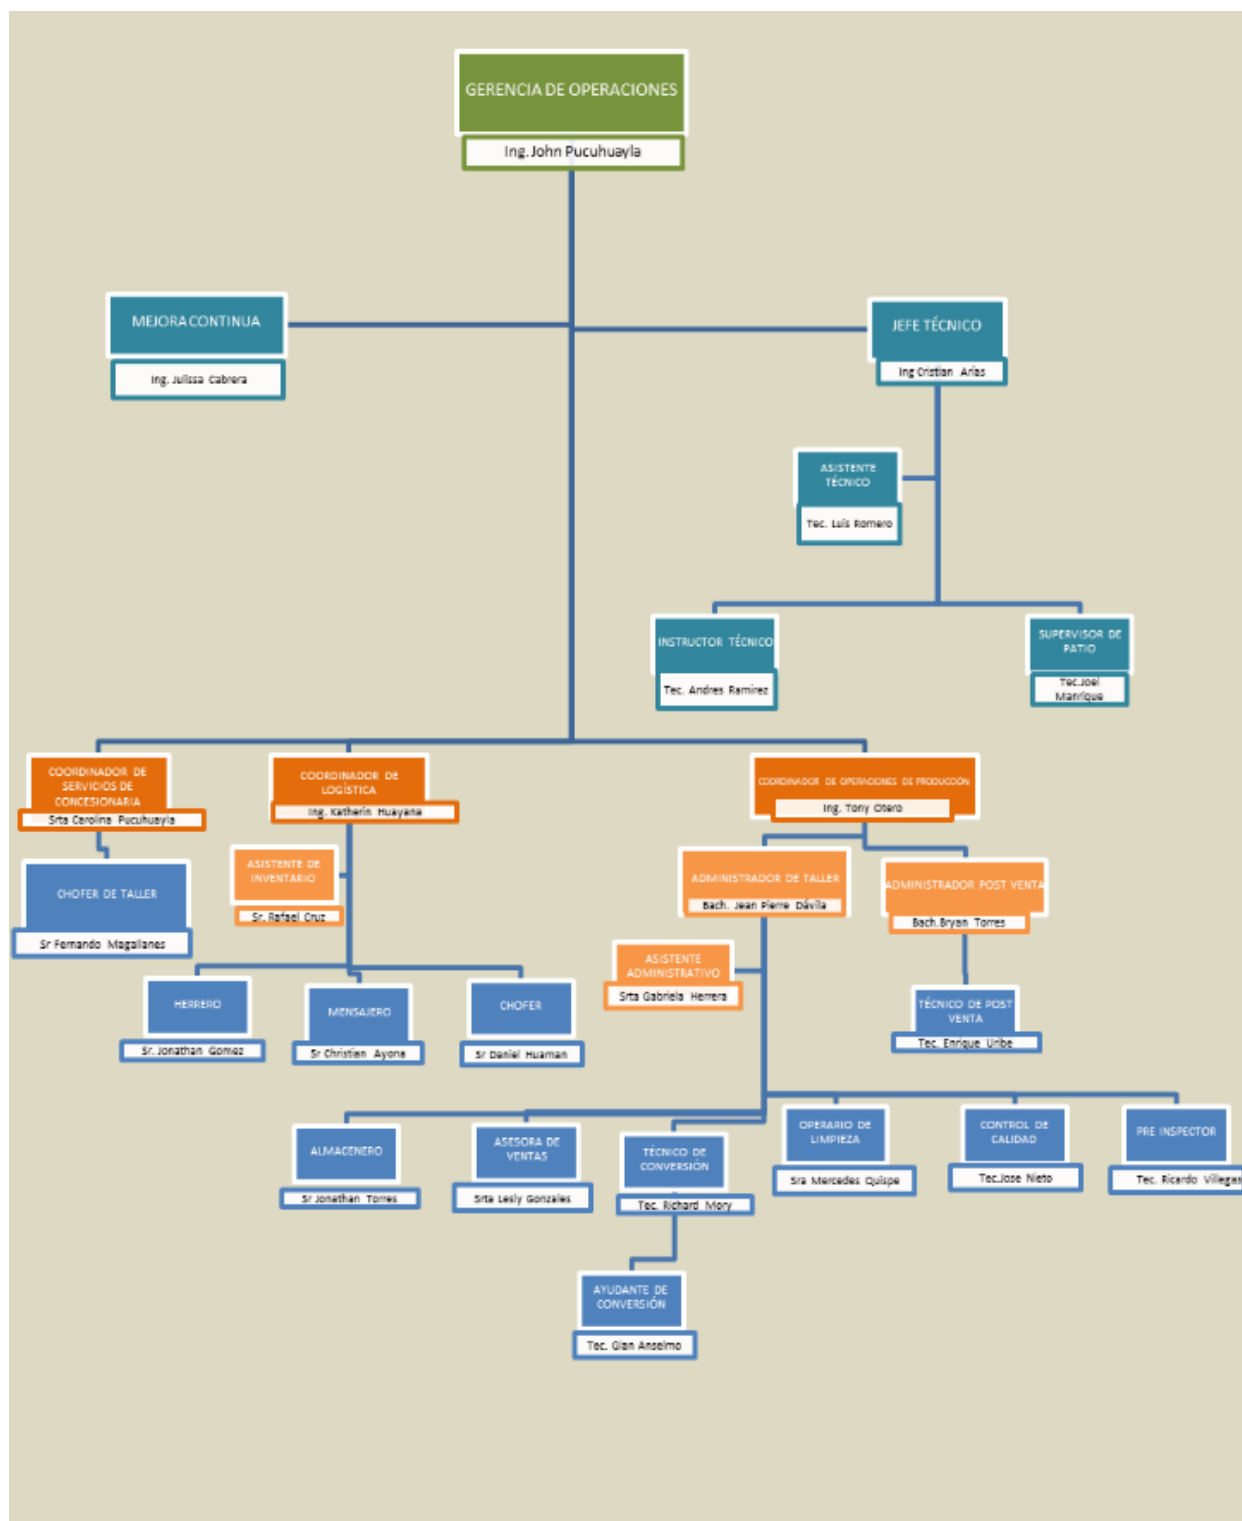 GERENCIA DE OPERACIONES
Ing. John Pucuhuayla
MEJORA CONTINUA
Ing. Julissa Cabrera
JEFE TÉCNICO
Ing Cristian Arias
ASISTENTE
TÉCNICO
Tec. Luis Romero
INSTRUCTOR TÉCNICO
Tec. Andres Ramirez
SUPERVISOR DE
PATIO
Tec.Joel
Manrique
COORDINADOR DE
SERVICIOS DE
CONCESIONARIA
Srta Carolina Pucuhuayla
COORDINADOR DE
LOGÍSTICA
Ing. Katherin Huayana
COORDINADOR DE OPERACIONES DE PRODUCCIÓN
Ing. Tony Otero
CHOFER DE TALLER
Sr Fernando Magallanes
ASISTENTE DE
INVENTARIO
Sr. Rafael Cruz
ADMINISTRADOR DE TALLER
Bach. Jean Pierre Dávila
ADMINISTRADOR POST VENTA
Bach.Bryan Torres
ASISTENTE
ADMINISTRATIVO
Srta Gabriela Herrera
HERRERO
Sr. Jonathan Gomez
MENSAJERO
Sr Christian Ayona
CHOFER
Sr Daniel Huaman
TÉCNICO DE POST
VENTA
Tec. Enrique Uribe
ALMACENERO
Sr Jonathan Torres
ASESORA DE
VENTAS
Srta Lesly Gonzales
TÉCNICO DE
CONVERSIÓN
Tec. Richard Mory
OPERARIO DE
LIMPIEZA
Sra Mercedes Quispe
CONTROL DE
CALIDAD
Tec.Jose Nieto
PRE INSPECTOR
Tec. Ricardo Villegas
AYUDANTE DE
CONVERSIÓN
Tec. Gian Anselmo